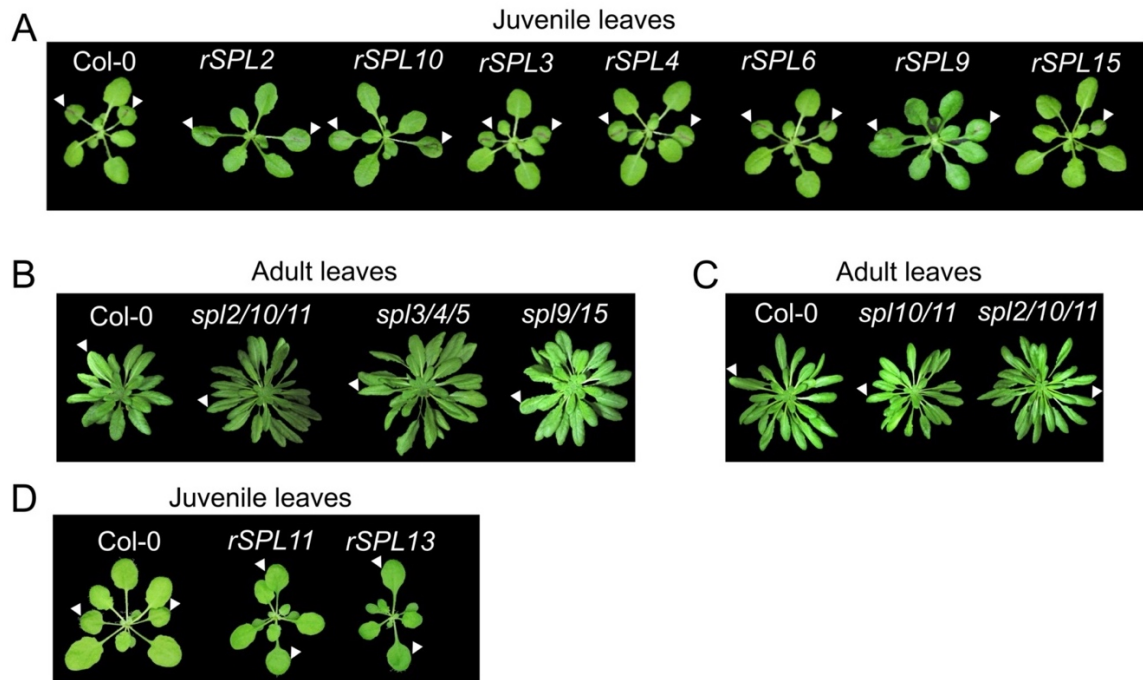 A
Juvenile leaves
Col-0 rSPL2 rSPL10 rSPL3 rSPL4 rSPL6 rSPL9 rSPL15
B
Adult leaves
Col-0 spl2/10/11 spl3/4/5 spl9/15
C
Adult leaves
Col-0 spl10/11 spl2/10/11
D
Juvenile leaves
Col-0 rSPL11 rSPL13